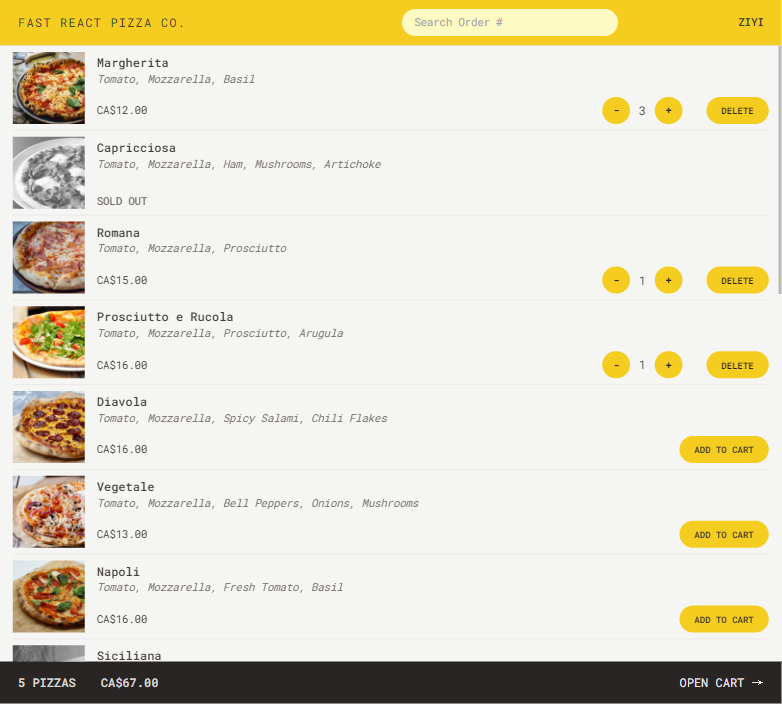 FAST REACT PIZZA CO.
Search Order #
ZIYI
Margherita
Tomato, Mozzarella, Basil
CA$12.00
- 3 + DELETE
Capricciosa
Tomato, Mozzarella, Ham, Mushrooms, Artichoke
SOLD OUT
Romana
Tomato, Mozzarella, Prosciutto
CA$15.00
- 1 + DELETE
Prosciutto e Rucola
Tomato, Mozzarella, Prosciutto, Arugula
CA$16.00
- 1 + DELETE
Diavola
Tomato, Mozzarella, Spicy Salami, Chili Flakes
CA$16.00
ADD TO CART
Vegetale
Tomato, Mozzarella, Bell Peppers, Onions, Mushrooms
CA$13.00
ADD TO CART
Napoli
Tomato, Mozzarella, Fresh Tomato, Basil
CA$16.00
ADD TO CART
Siciliana
5 PIZZAS CA$67.00
OPEN CART →